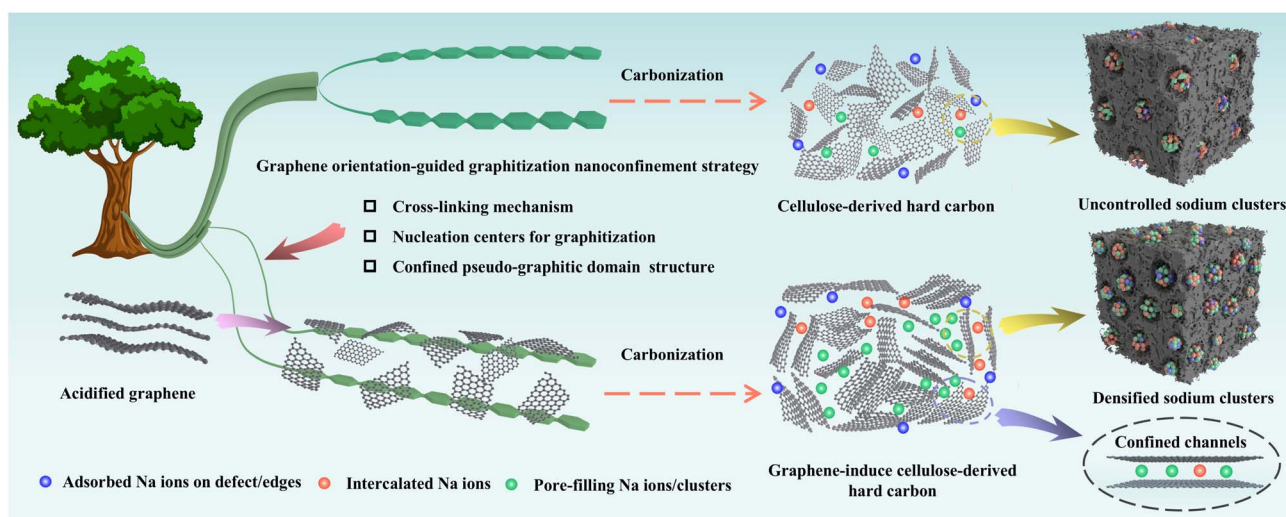 Carbonization
Graphene orientation-guided graphitization nanoconfinement strategy
Cross-linking mechanism
Nucleation centers for graphitization
Confined pseudo-graphitic domain structure
Cellulose-derived hard carbon
Uncontrolled sodium clusters
Acidified graphene
Carbonization
Graphene-induce cellulose-derived
hard carbon
Densified sodium clusters
Confined channels
Adsorbed Na ions on defect/edges
Intercalated Na ions
Pore-filling Na ions/clusters